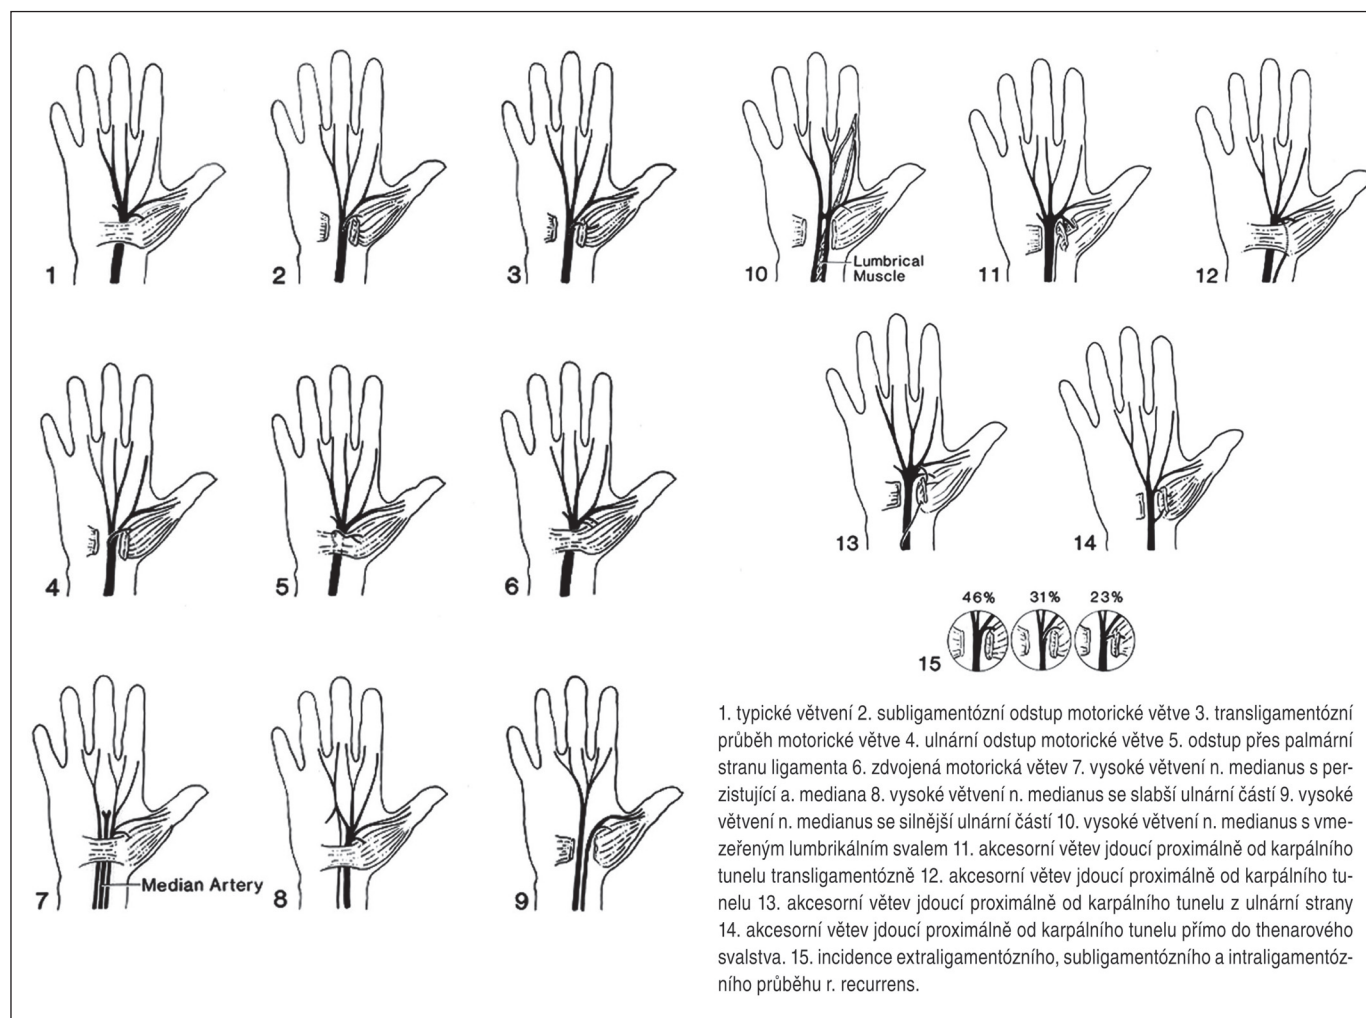 1
2
3
10
Lumbrical
Muscle
11
12
4
5
6
13
14
46%
31%
23%
15
7
Median Artery
8
9
1. typické větvení 2. subligamentózní odstup motorické větve 3. transligamentózní
průběh motorické větve 4. ulnární odstup motorické větve 5. odstup přes palmární
stranu ligamenta 6. zdvojená motorická větev 7. vysoké větvení n. medianus s per-
zistující a. mediana 8. vysoké větvení n. medianus se slabší ulnární částí 9. vysoké
větvení n. medianus se silnější ulnární částí 10. vysoké větvení n. medianus s vme-
zeřeným lumbrikálním svalem 11. akcesorní větev jdoucí proximálně od karpálního
tunelu transligamentózně 12. akcesorní větev jdoucí proximálně od karpálního tu-
nelu 13. akcesorní větev jdoucí proximálně od karpálního tunelu z ulnární strany
14. akcesorní větev jdoucí proximálně od karpálního tunelu přímo do thenarového
svalstva. 15. incidence extraligamentózního, subligamentózního a intraligamentóz-
ního průběhu r. recurrens.